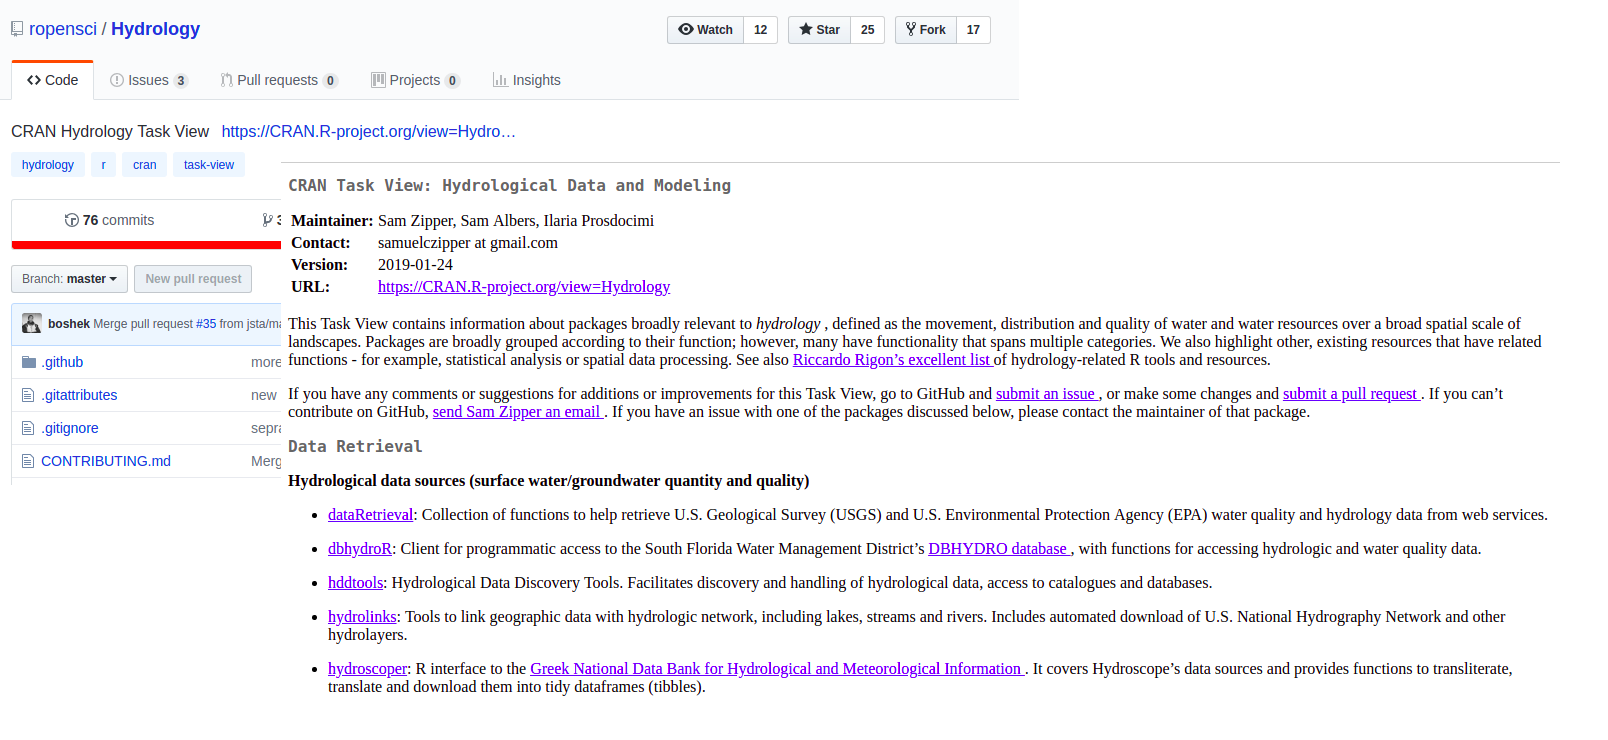 ropensci / Hydrology
Watch 12 Star 25 Fork 17
Code Issues 3 Pull requests 0 Projects 0 Insights
CRAN Hydrology Task View https://CRAN.R-project.org/view=Hydro…
hydrology r cran task-view
76 commits
Branch: master New pull request
boshek Merge pull request #35 from jsta/ma
.github more
.gitattributes new
.gitignore sepra
CONTRIBUTING.md Merg
CRAN Task View: Hydrological Data and Modeling
Maintainer: Sam Zipper, Sam Albers, Ilaria Prosdocimi
Contact: samuelczipper at gmail.com
Version: 2019-01-24
URL: https://CRAN.R-project.org/view=Hydrology
This Task View contains information about packages broadly relevant to hydrology , defined as the movement, distribution and quality of water and water resources over a broad spatial scale of
landscapes. Packages are broadly grouped according to their function; however, many have functionality that spans multiple categories. We also highlight other, existing resources that have related
functions - for example, statistical analysis or spatial data processing. See also Riccardo Rigon’s excellent list of hydrology-related R tools and resources.
If you have any comments or suggestions for additions or improvements for this Task View, go to GitHub and submit an issue , or make some changes and submit a pull request . If you can’t
contribute on GitHub, send Sam Zipper an email . If you have an issue with one of the packages discussed below, please contact the maintainer of that package.
Data Retrieval
Hydrological data sources (surface water/groundwater quantity and quality)
• dataRetrieval: Collection of functions to help retrieve U.S. Geological Survey (USGS) and U.S. Environmental Protection Agency (EPA) water quality and hydrology data from web services.
• dbhydroR: Client for programmatic access to the South Florida Water Management District’s DBHYDRO database , with functions for accessing hydrologic and water quality data.
• hddtools: Hydrological Data Discovery Tools. Facilitates discovery and handling of hydrological data, access to catalogues and databases.
• hydrolinks: Tools to link geographic data with hydrologic network, including lakes, streams and rivers. Includes automated download of U.S. National Hydrography Network and other
hydrolayers.
• hydroscoper: R interface to the Greek National Data Bank for Hydrological and Meteorological Information . It covers Hydroscope’s data sources and provides functions to transliterate,
translate and download them into tidy dataframes (tibbles).